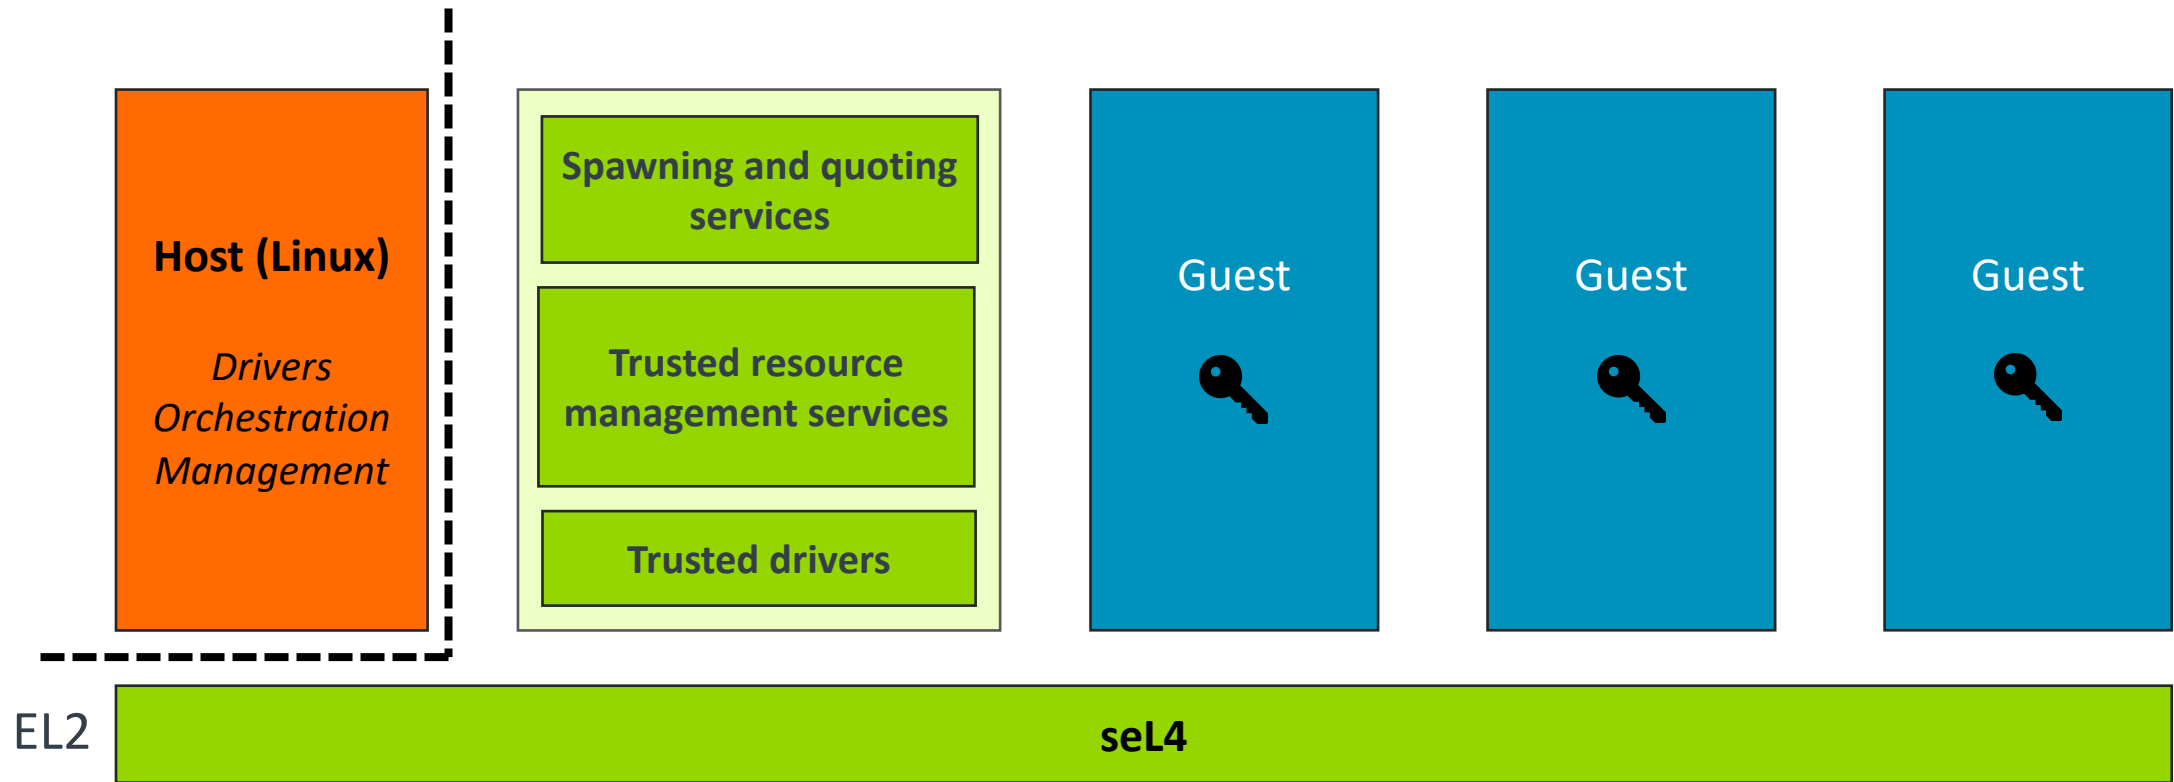 Host (Linux)
Drivers
Orchestration
Management
Spawning and quoting
services
Trusted resource
management services
Trusted drivers
Guest
Guest
Guest
EL2
seL4